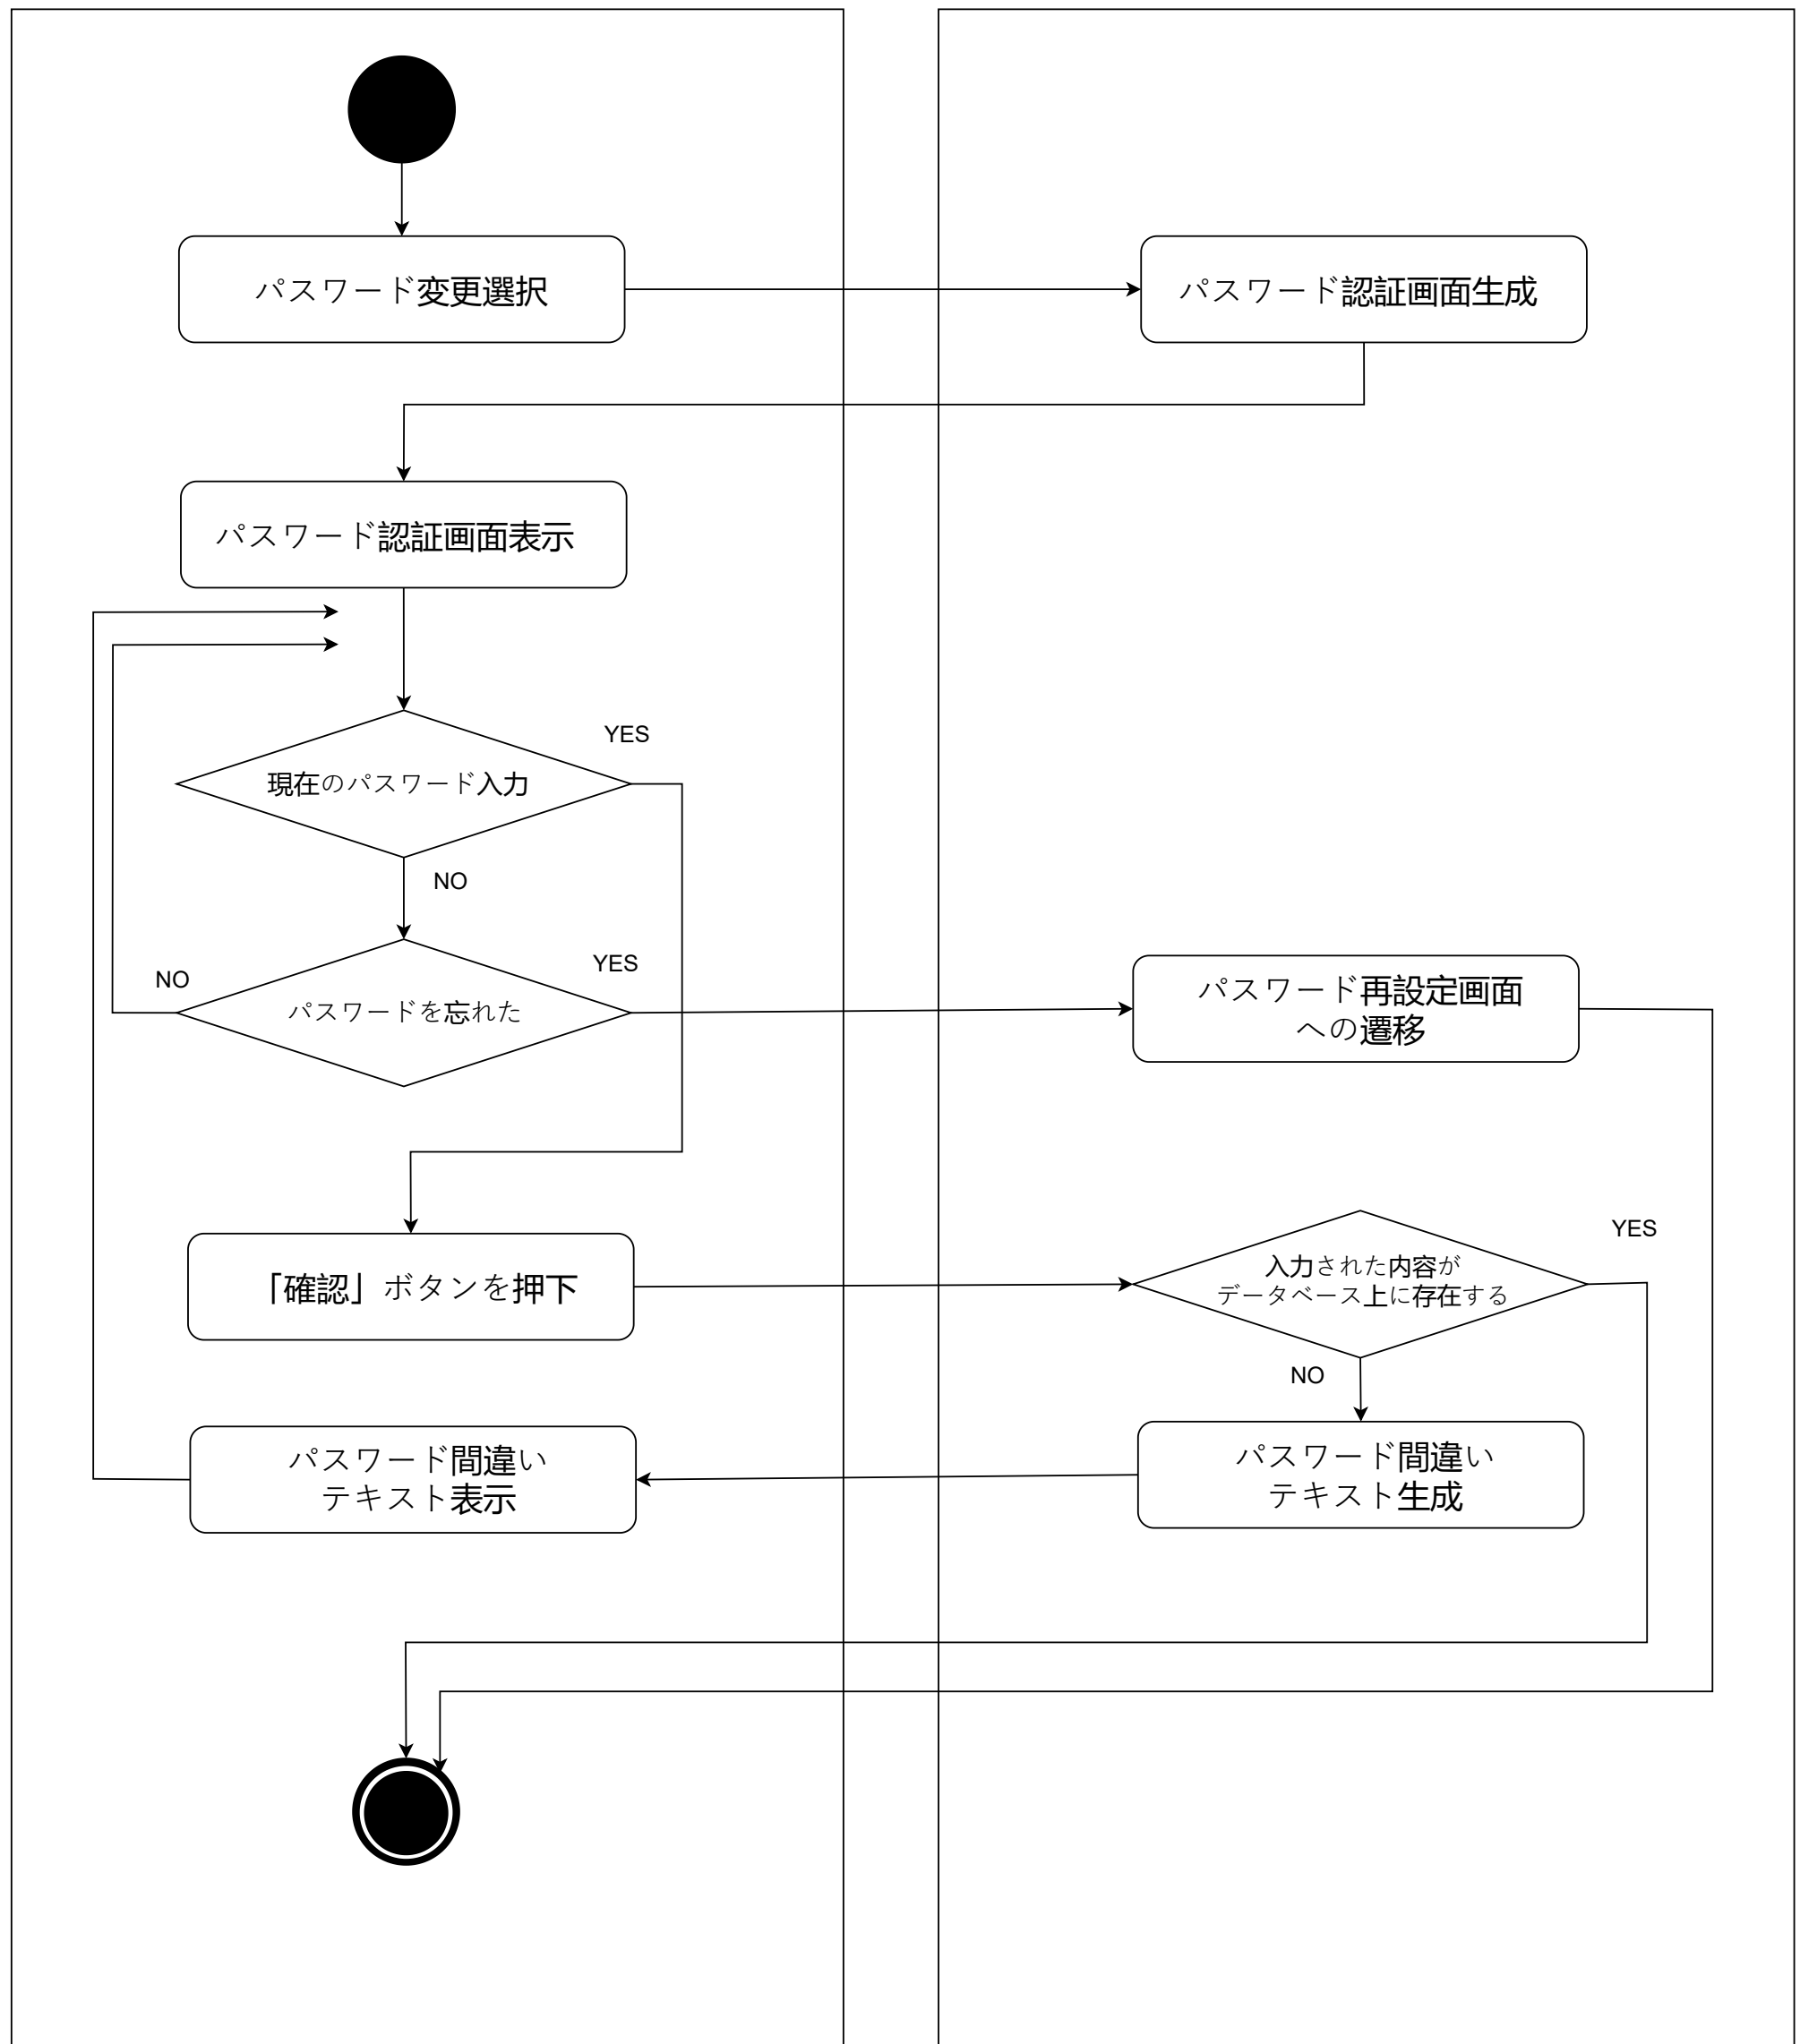 パスワード変更選択
パスワード認証画面生成
パスワード認証画面表示
YES
現在のパスワード入力
NO
YES
NO
パスワードを忘れた
パスワード再設定画面
への遷移
YES
入力された内容が
データベース上に存在する
「確認」ボタンを押下
NO
パスワード間違い
テキスト表示
パスワード間違い
テキスト生成